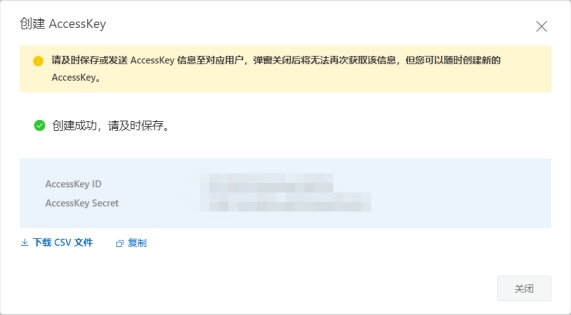 创建 AccessKey
请及时保存或发送 AccessKey 信息至对应用户，弹窗关闭后将无法再次获取该信息，但您可以随时创建新的
AccessKey。
创建成功，请及时保存。
AccessKey ID
AccessKey Secret
下载 CSV 文件 复制
关闭